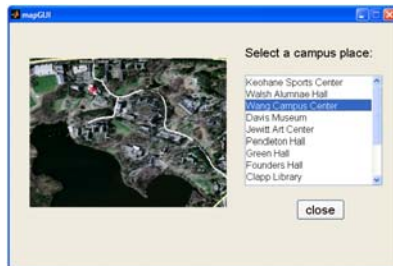 mapGUI
Select a campus place:
Keohane Sports Center
Walsh Alumnae Hall
Wang Campus Center
Davis Museum
Jewitt Art Center
Pendleton Hall
Green Hall
Founders Hall
Clapp Library
close